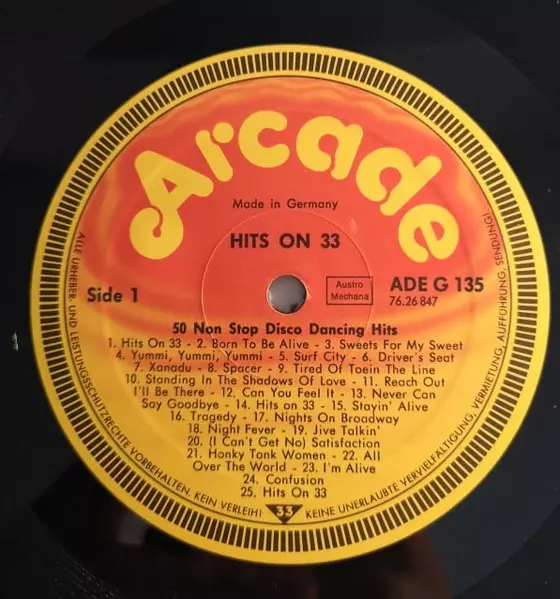 Arcade
Made in Germany
HITS ON 33
Side 1
Austro
Mechana
ADE G 135
76.26 847
50 Non Stop Disco Dancing Hits
1. Hits On 33 - 2. Born To Be Alive - 3. Sweets For My Sweet
4. Yummi, Yummi, Yummi - 5. Surf City - 6. Driver's Seat
7. Xanadu - 8. Spacer - 9. Tired Of Toein The Line
10. Standing In The Shadows Of Love - 11. Reach Out
I'll Be There - 12. Can You Feel It - 13. Never Can
Say Goodbye - 14. Hits on 33 - 15. Stayin' Alive
16. Tragedy - 17. Nights On Broadway
18. Night Fever - 19. Jive Talkin'
20. (I Can't Get No) Satisfaction
21. Honky Tonk Women - 22. All
Over The World - 23. I'm Alive
24. Confusion
25. Hits On 33
33
ALLE URHEBER- UND LEISTUNGSSCHUTZRECHTE VORBEHALTEN. KEIN VERLEIH!
KEINE UNERLAUBTE VERVIELFÄLTIGUNG, VERMIETUNG, AUFFÜHRUNG, SENDUNG!